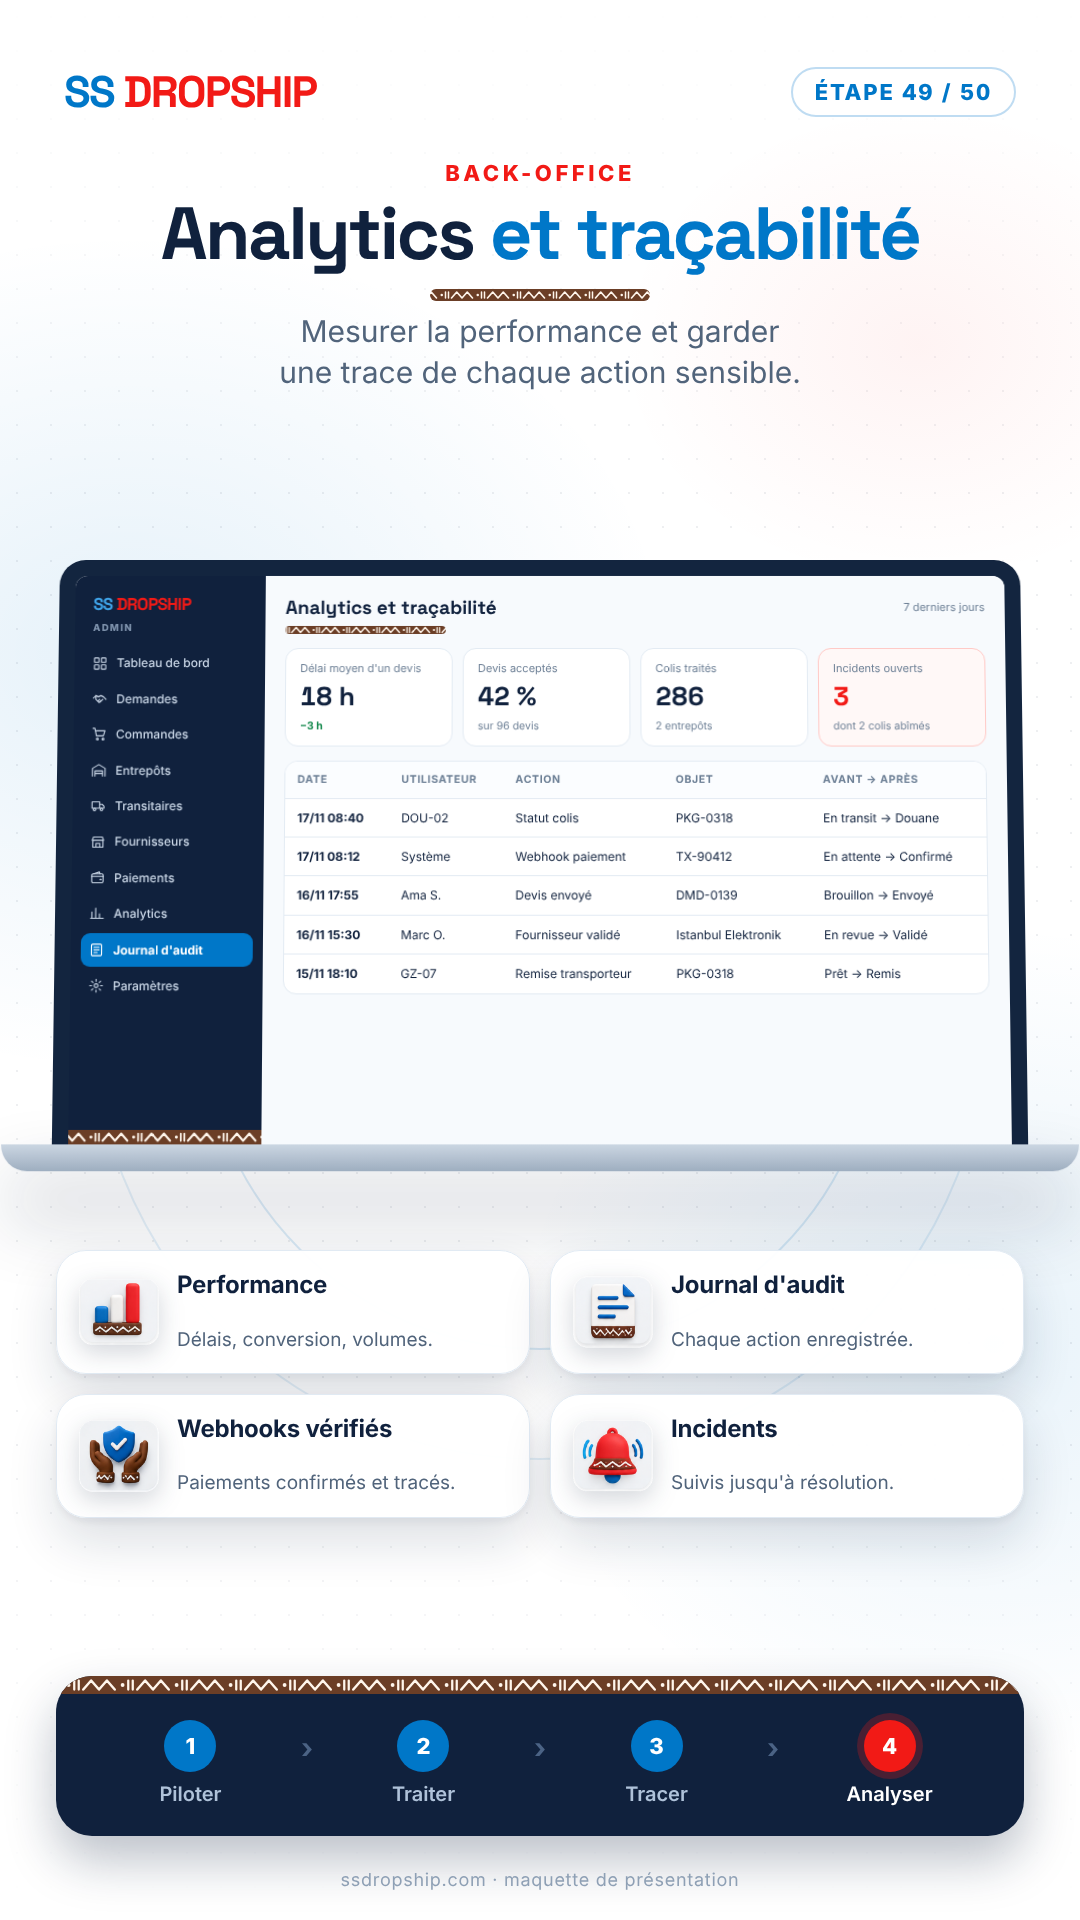 SS DROPSHIP
ÉTAPE 49 / 50
BACK-OFFICE
Analytics et traçabilité
Mesurer la performance et garder
une trace de chaque action sensible.
SS DROPSHIP
ADMIN
Tableau de bord
Demandes
Commandes
Entrepôts
Transitaires
Fournisseurs
Paiements
Analytics
Journal d'audit
Paramètres
Analytics et traçabilité
7 derniers jours
Délai moyen d'un devis
18 h
−3 h
Devis acceptés
42 %
sur 96 devis
Colis traités
286
2 entrepôts
Incidents ouverts
3
dont 2 colis abîmés
DATE UTILISATEUR ACTION OBJET AVANT → APRÈS
17/11 08:40 DOU-02 Statut colis PKG-0318 En transit → Douane
17/11 08:12 Système Webhook paiement TX-90412 En attente → Confirmé
16/11 17:55 Ama S. Devis envoyé DMD-0139 Brouillon → Envoyé
16/11 15:30 Marc O. Fournisseur validé Istanbul Elektronik En revue → Validé
15/11 18:10 GZ-07 Remise transporteur PKG-0318 Prêt → Remis
Performance
Délais, conversion, volumes.
Journal d'audit
Chaque action enregistrée.
Webhooks vérifiés
Paiements confirmés et tracés.
Incidents
Suivis jusqu'à résolution.
1 › 2 › 3 › 4
Piloter Traiter Tracer Analyser
ssdropship.com · maquette de présentation